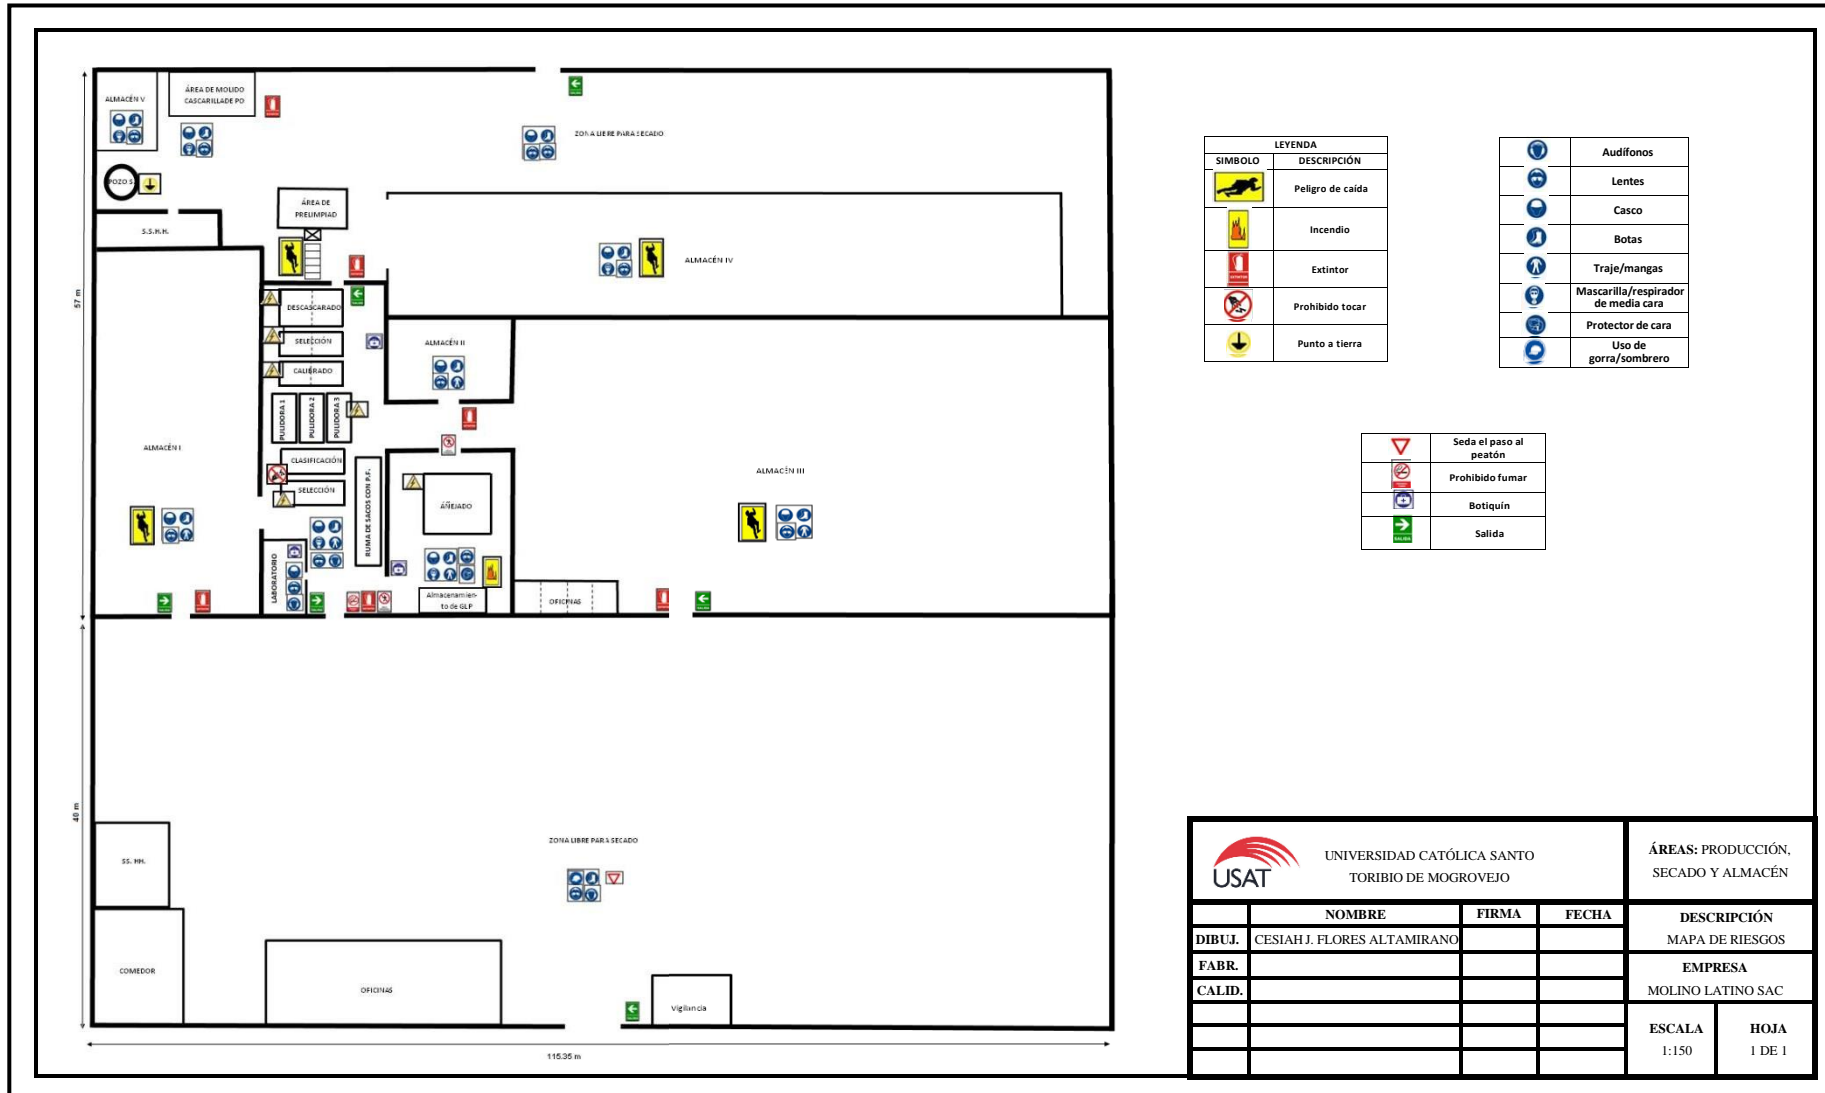 ALMACÉN V
ÁREA DE MOLIDO
CASCARILLADE PO
ZONA LIBRE PARA SECADO
POZO S.
S.S.H.H.
ÁREA DE
PRELIMPIAD
ALMACÉN IV
57 m
DESCASCARADO
SELECCIÓN
CALIBRADO
ALMACÉN II
PULIDORA 1
PULIDORA 2
PULIDORA 3
ALMACÉN I
CLASIFICACIÓN
SELECCIÓN
RUMA DE SACOS CON P.F.
AÑEJADO
ALMACÉN III
LABORATORIO
Almacenamien-
to de GLP
OFICINAS
40 m
ZONA LIBRE PARA SECADO
SS. HH.
COMEDOR
OFICINAS
Vigilancia
115.35 m
LEYENDA
SIMBOLO DESCRIPCIÓN
Peligro de caída
Incendio
Extintor
Prohibido tocar
Punto a tierra
Audífonos
Lentes
Casco
Botas
Traje/mangas
Mascarilla/respirador
de media cara
Protector de cara
Uso de
gorra/sombrero
Seda el paso al
peatón
Prohibido fumar
Botiquín
SALIDA
Salida
USAT
UNIVERSIDAD CATÓLICA SANTO
TORIBIO DE MOGROVEJO
ÁREAS: PRODUCCIÓN,
SECADO Y ALMACÉN
NOMBRE FIRMA FECHA
DESCRIPCIÓN
DIBUJ. CESIAH J. FLORES ALTAMIRANO
MAPA DE RIESGOS
FABR.
EMPRESA
CALID.
MOLINO LATINO SAC
ESCALA HOJA
1:150 1 DE 1